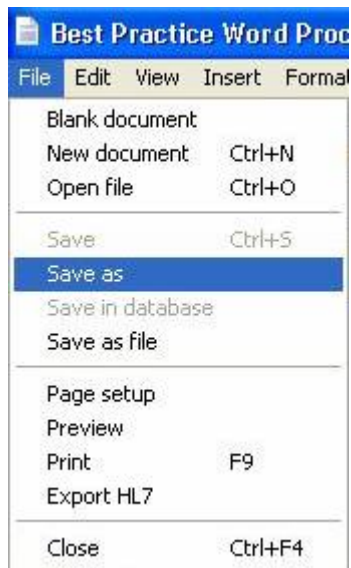 Best Practice Word Proc
File Edit View Insert Format
Blank document
New document Ctrl+N
Open file Ctrl+O
Save Ctrl+S
Save as
Save in database
Save as file
Page setup
Preview
Print F9
Export HL7
Close Ctrl+F4